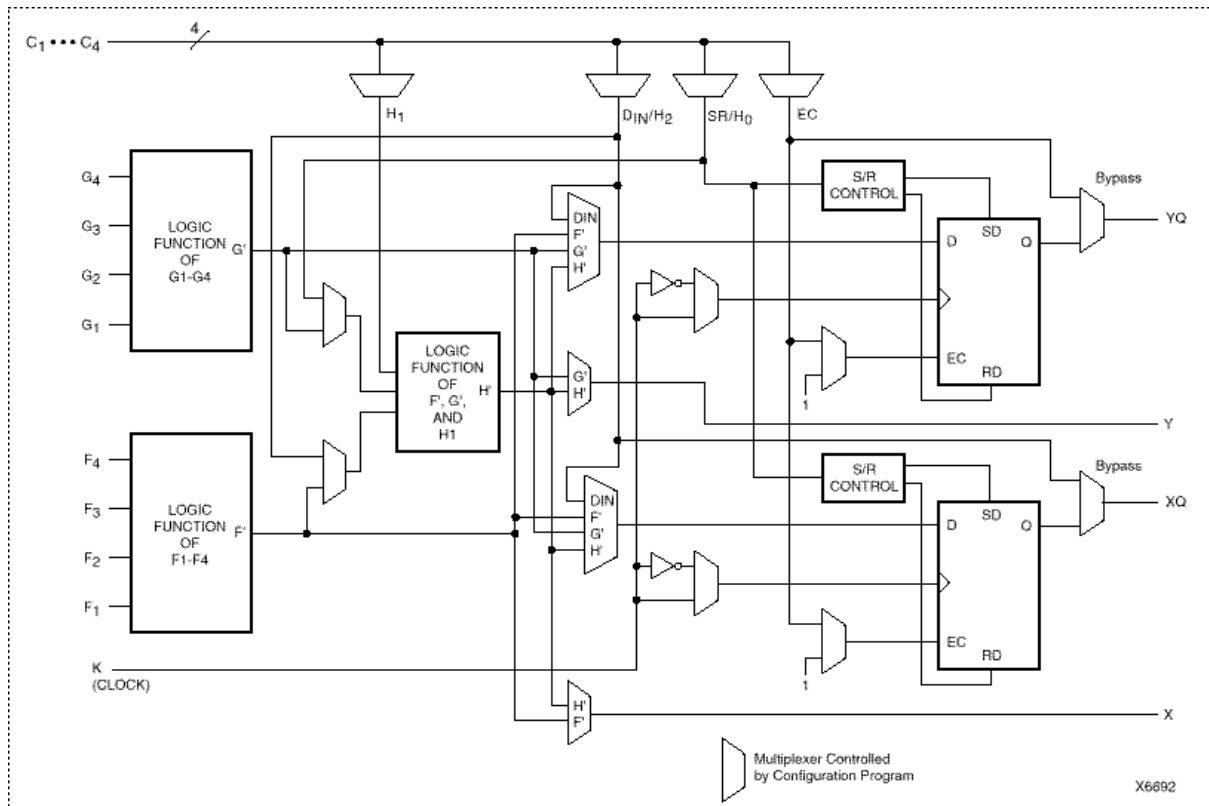 C1 ••• C4
4
H1
DIN/H2
SR/H0
EC
G4
G3
G2
G1
LOGIC
FUNCTION
OF
G1-G4
G'
DIN
F'
G'
H'
S/R
CONTROL
Bypass
D
SD
Q
YQ
EC
RD
1
LOGIC
FUNCTION
OF
F', G',
AND
H1
H'
G'
H'
Y
F4
F3
F2
F1
LOGIC
FUNCTION
OF
F1-F4
F'
DIN
F'
G'
H'
S/R
CONTROL
Bypass
D
SD
Q
XQ
EC
RD
1
K
(CLOCK)
H'
F'
X
Multiplexer Controlled
by Configuration Program
X6692